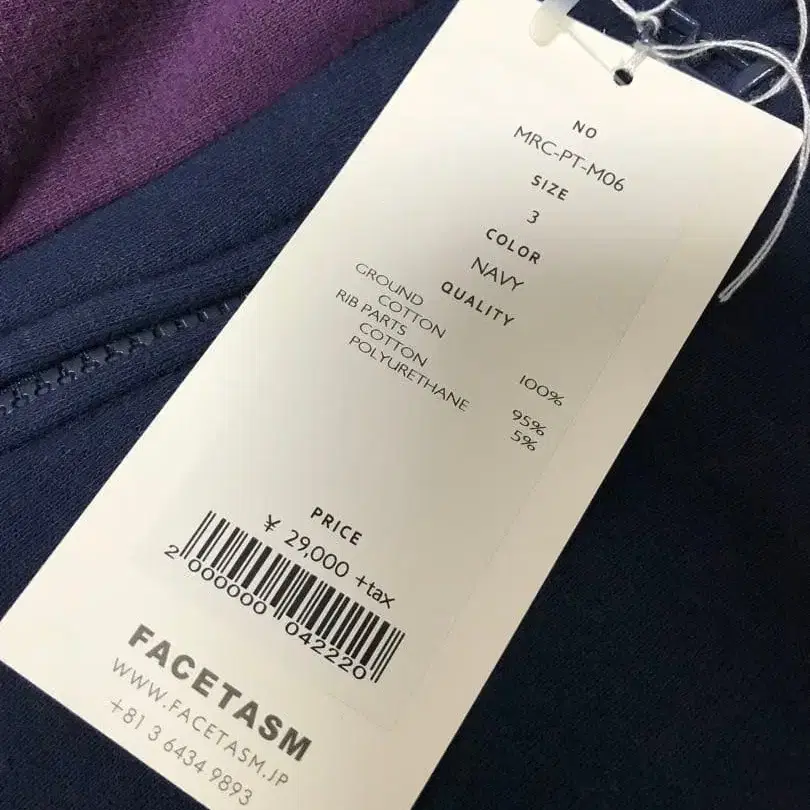 NO
MRC-PT-M06
SIZE
3
COLOR
NAVY
QUALITY
GROUND
COTTON 100%
RIB PARTS
COTTON 95%
POLYURETHANE 5%
PRICE
¥ 29,000 +tax
2 000000 042220
FACETASM
WWW.FACETASM.JP
+81 3 6434 9893